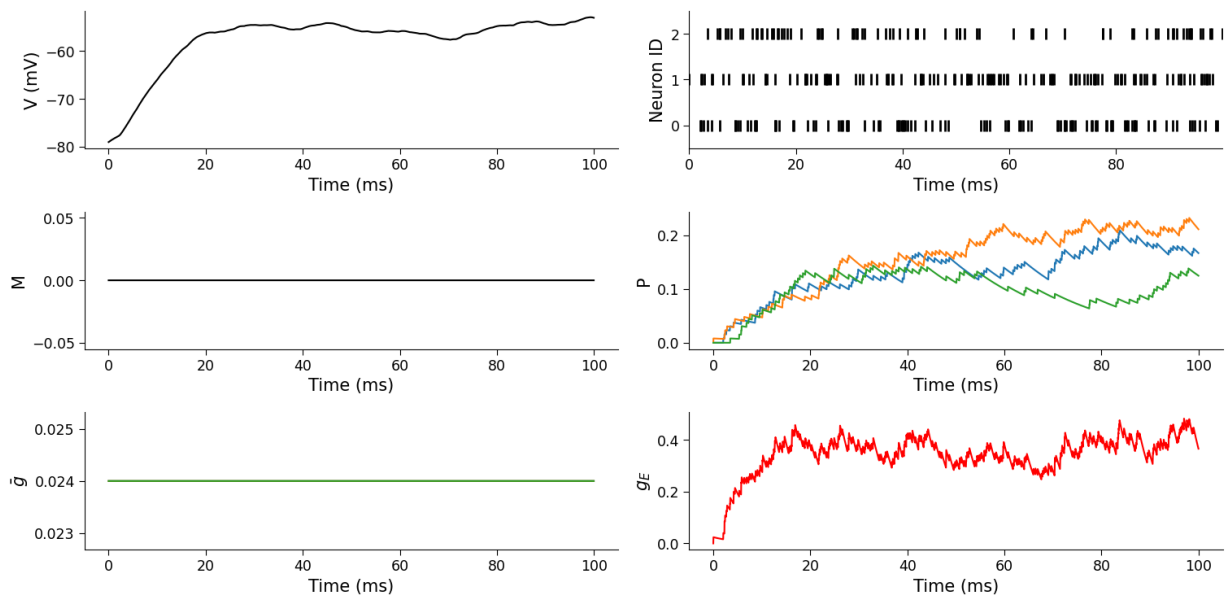 V (mV)
−60
−70
−80
0 20 40 60 80 100
Time (ms)
Neuron ID
2
1
0
0 20 40 60 80
Time (ms)
M
0.05
0.00
−0.05
0 20 40 60 80 100
Time (ms)
P
0.2
0.1
0.0
0 20 40 60 80 100
Time (ms)
ḡ
0.025
0.024
0.023
0 20 40 60 80 100
Time (ms)
g_E
0.4
0.2
0.0
0 20 40 60 80 100
Time (ms)